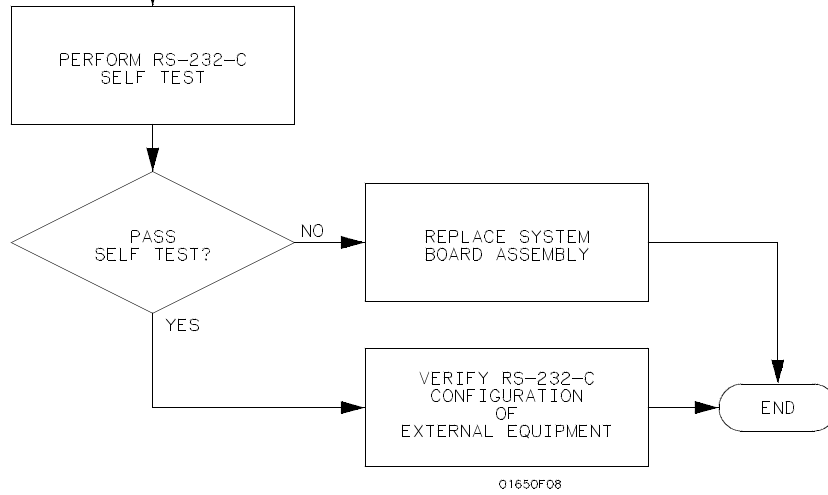 PERFORM RS-232-C
SELF TEST
PASS
SELF TEST?
NO
REPLACE SYSTEM
BOARD ASSEMBLY
YES
VERIFY RS-232-C
CONFIGURATION
OF
EXTERNAL EQUIPMENT
END
01650F08